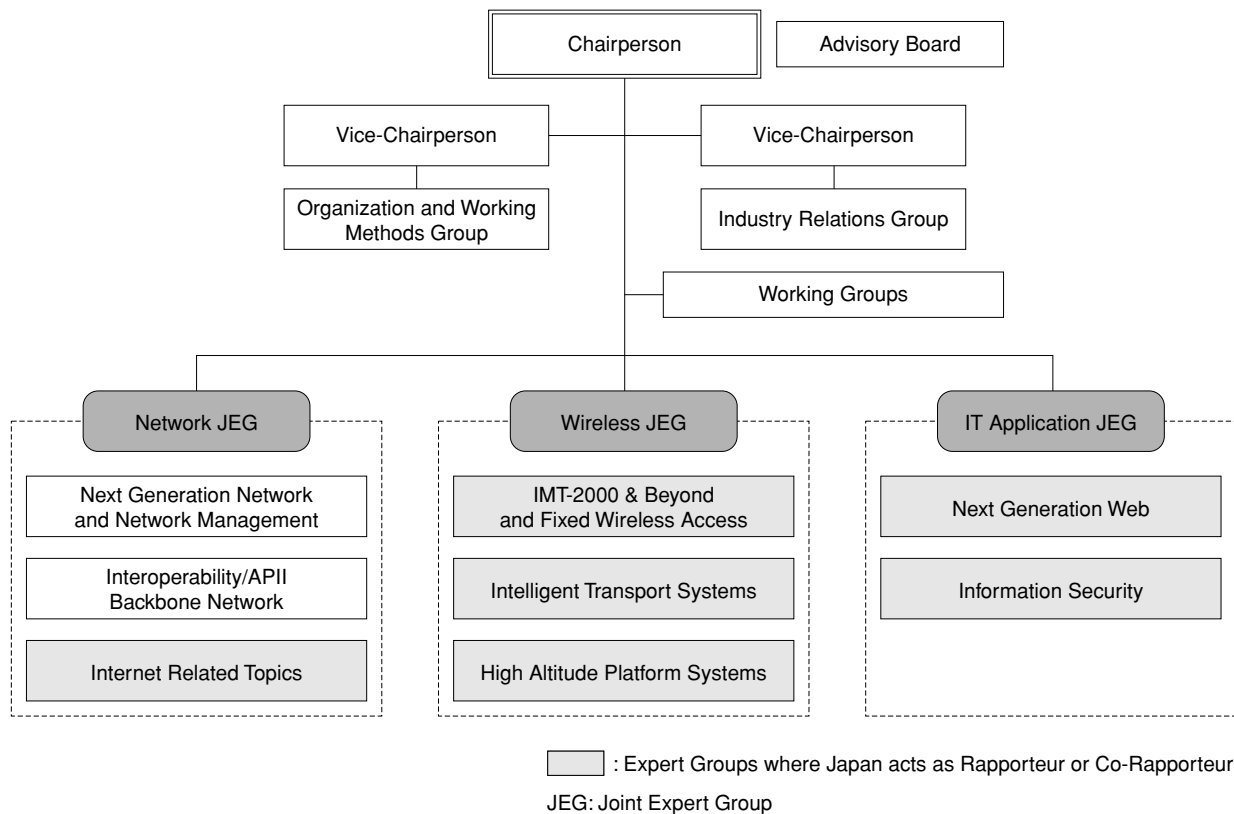 Chairperson
Advisory Board
Vice-Chairperson
Vice-Chairperson
Organization and Working
Methods Group
Industry Relations Group
Working Groups
Network JEG
Wireless JEG
IT Application JEG
Next Generation Network
and Network Management
Interoperability/APII
Backbone Network
Internet Related Topics
IMT-2000 & Beyond
and Fixed Wireless Access
Intelligent Transport Systems
High Altitude Platform Systems
Next Generation Web
Information Security
: Expert Groups where Japan acts as Rapporteur or Co-Rapporteur
JEG: Joint Expert Group